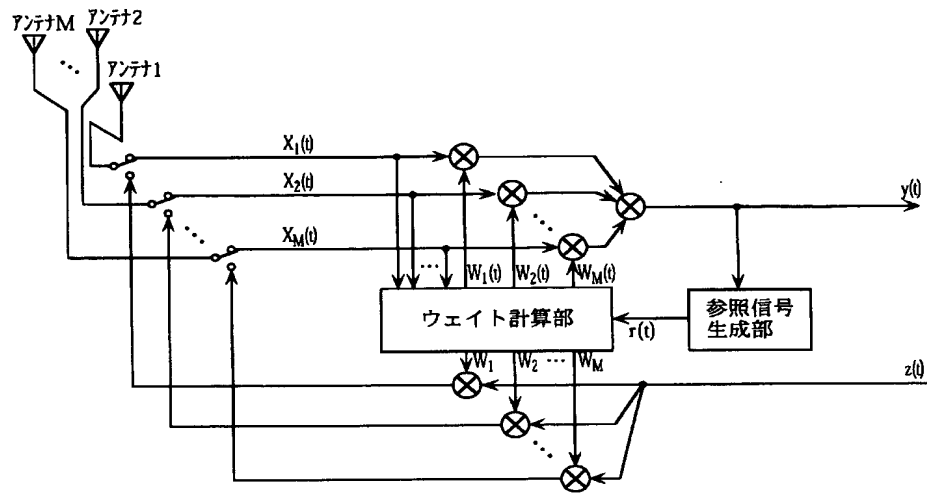 アンテナM
アンテナ2
アンテナ1
X1(t)
X2(t)
XM(t)
y(t)
W1(t)
W2(t)
WM(t)
ウェイト計算部
r(t)
参照信号
生成部
W1
W2
WM
z(t)